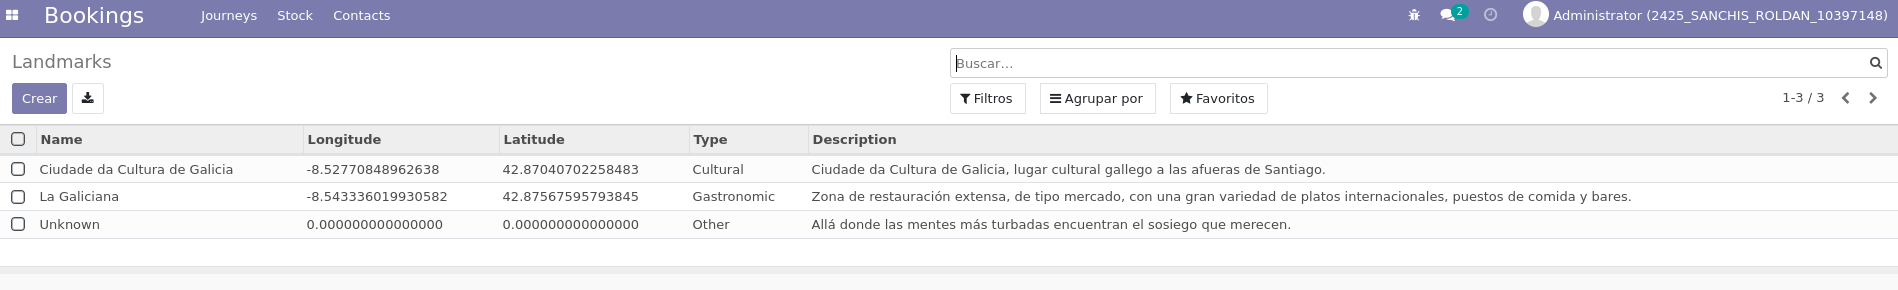 Bookings Journeys Stock Contacts 2 Administrator (2425_SANCHIS_ROLDAN_10397148)
Landmarks Buscar...
Crear Filtros Agrupar por Favoritos 1-3 / 3
Name Longitude Latitude Type Description
Ciudade da Cultura de Galicia -8.52770848962638 42.87040702258483 Cultural Ciudade da Cultura de Galicia, lugar cultural gallego a las afueras de Santiago.
La Galiciana -8.543336019930582 42.87567595793845 Gastronomic Zona de restauración extensa, de tipo mercado, con una gran variedad de platos internacionales, puestos de comida y bares.
Unknown 0.000000000000000 0.000000000000000 Other Allá donde las mentes más turbadas encuentran el sosiego que merecen.